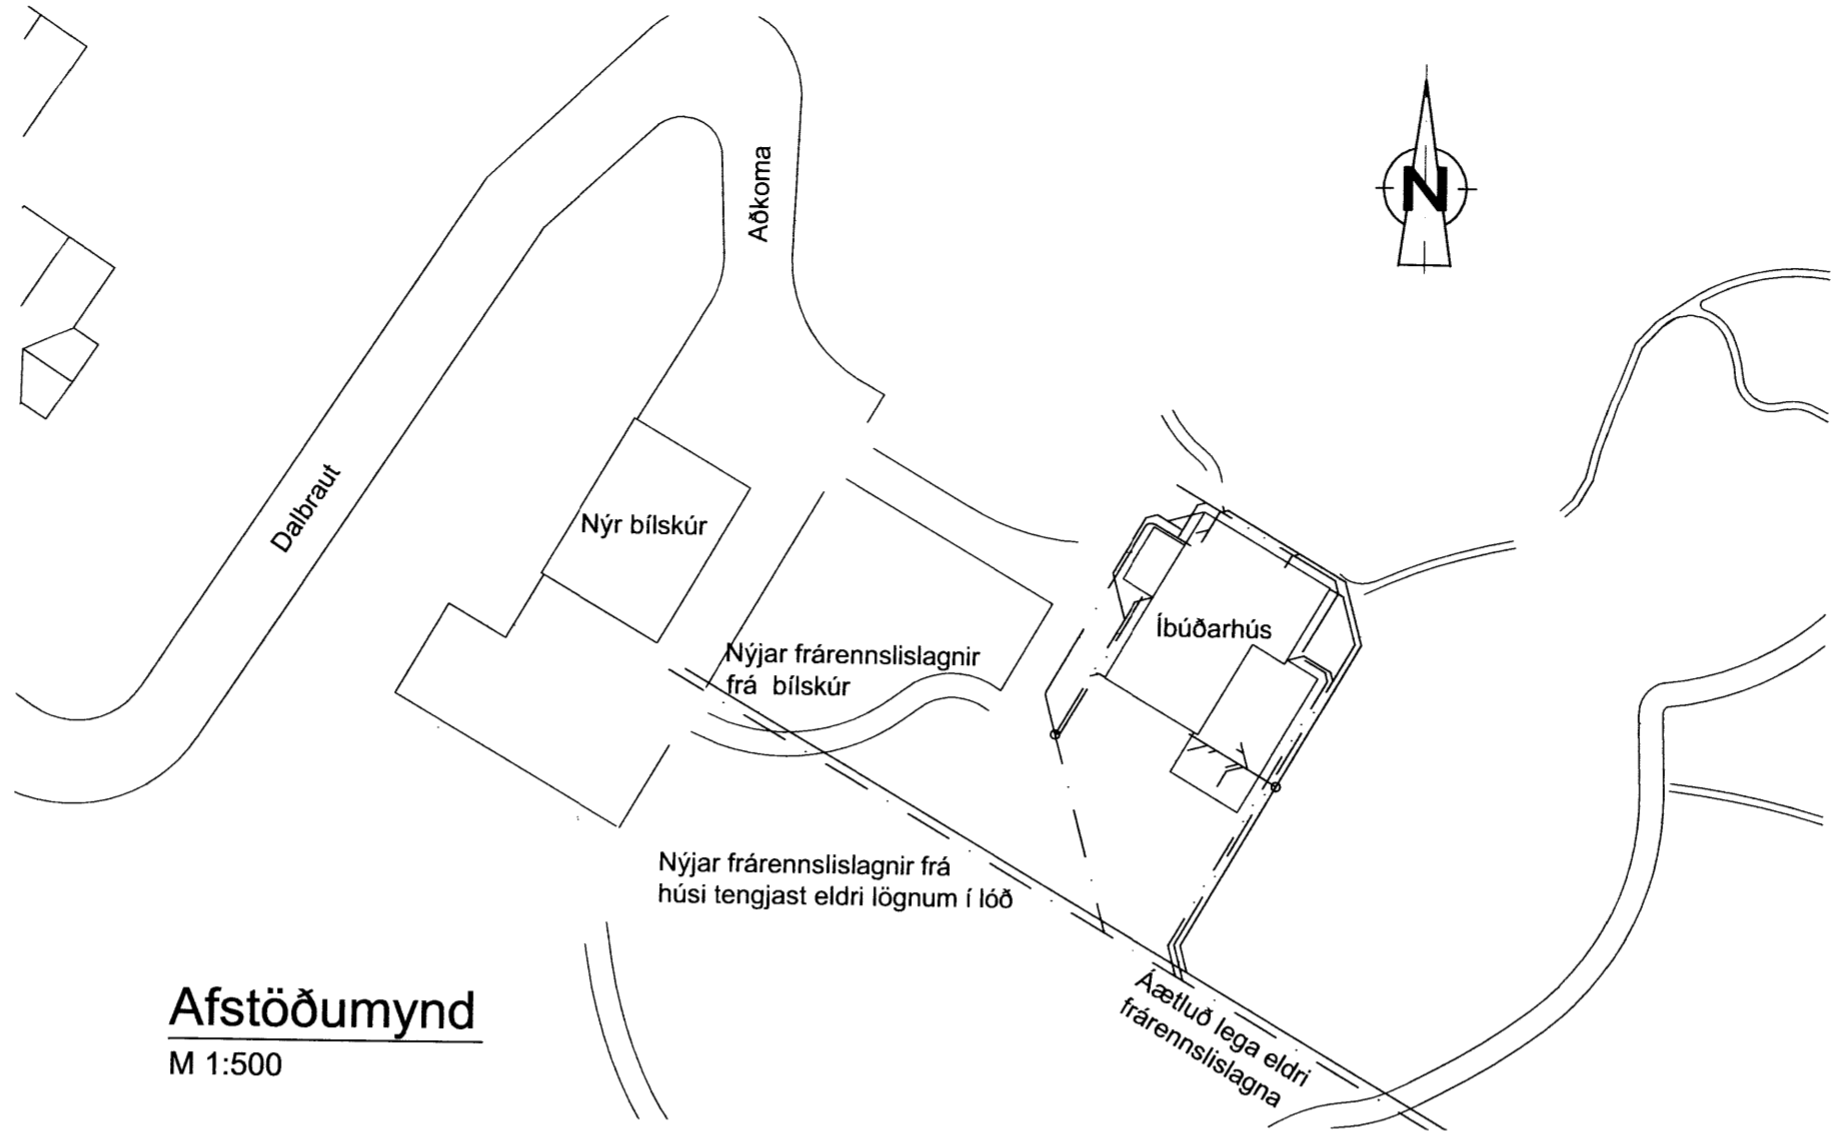 Aðkoma
N
Dalbraut
Nýr bílskúr
Íbúðarhús
Nýjar frárennslislagnir
frá bílskúr
Nýjar frárennslislagnir frá
húsi tengjast eldri lögnum í lóð
Áætluð lega eldri
frárennslislagna
Afstöðumynd
M 1:500